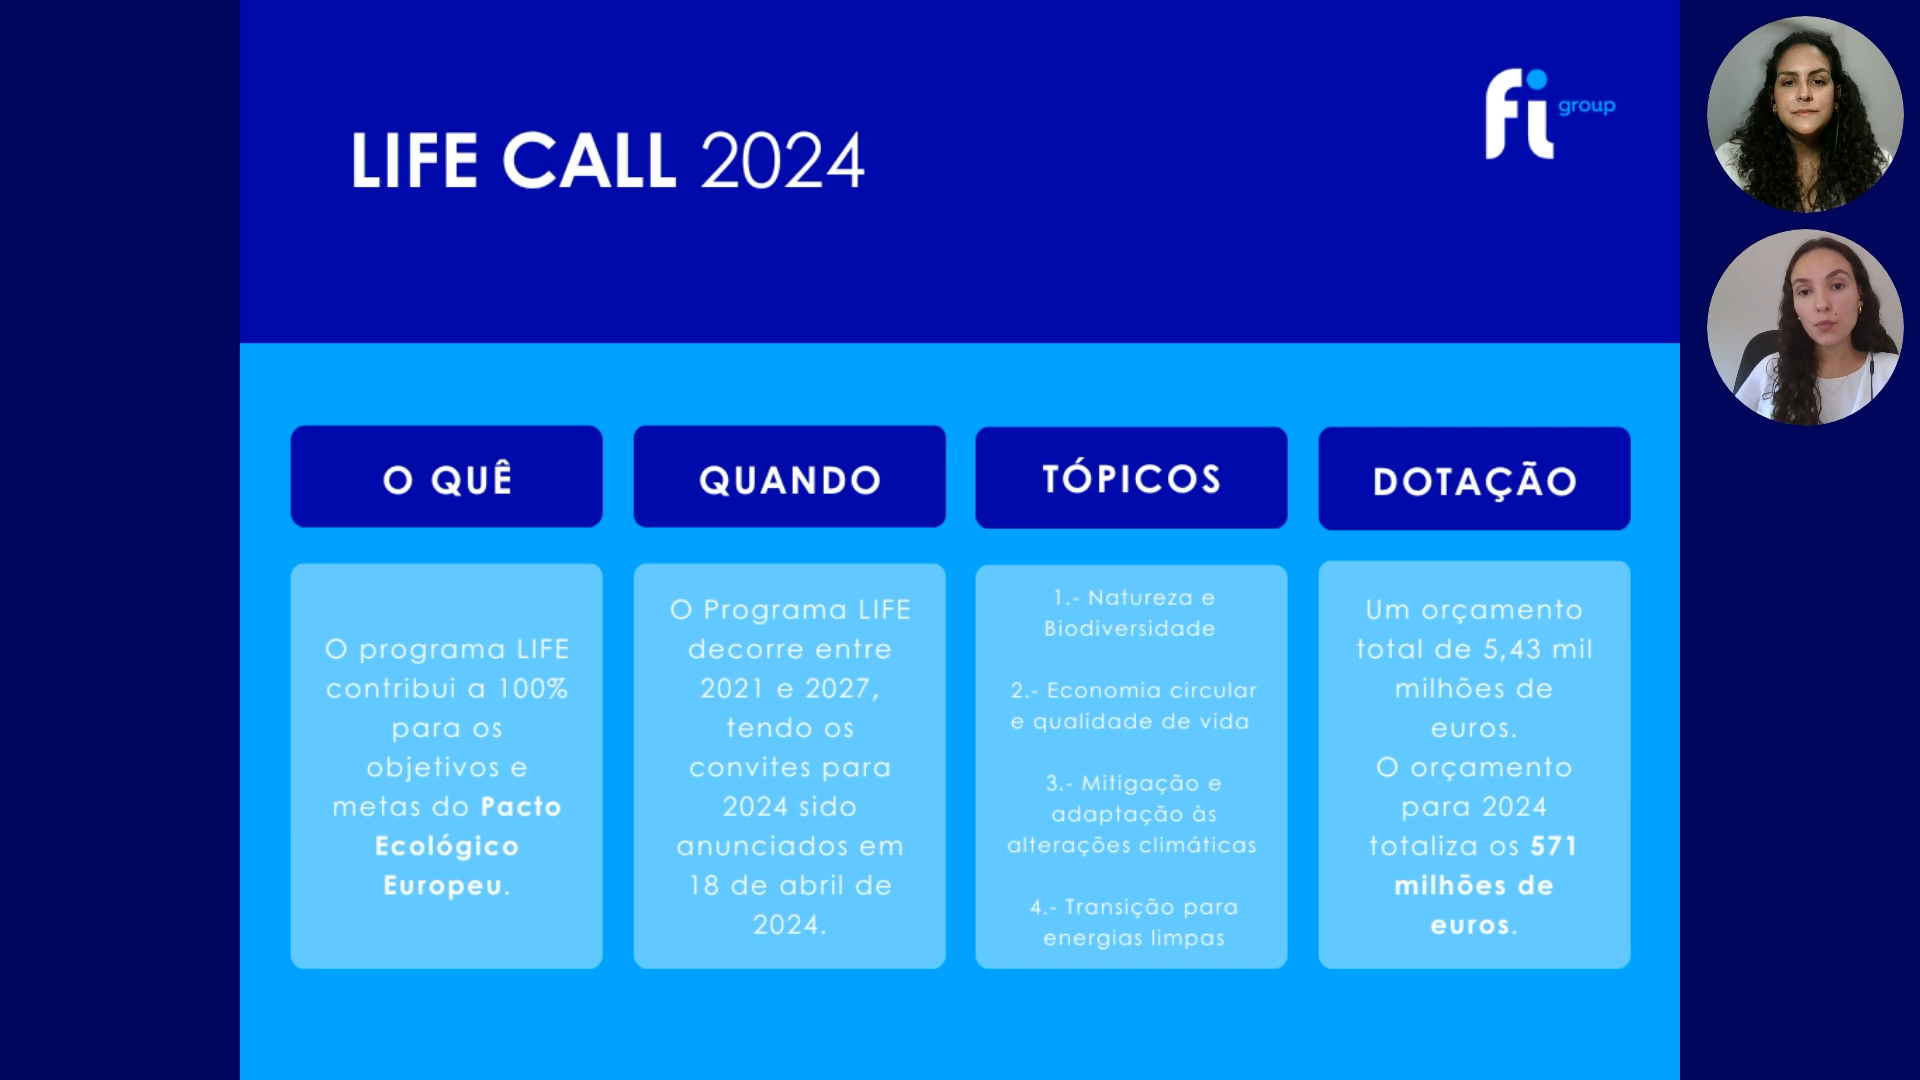 LIFE CALL 2024
fi group
O QUÊ
O programa LIFE
contribui a 100%
para os
objetivos e
metas do Pacto
Ecológico
Europeu.
QUANDO
O Programa LIFE
decorre entre
2021 e 2027,
tendo os
convites para
2024 sido
anunciados em
18 de abril de
2024.
TÓPICOS
1.- Natureza e
Biodiversidade
2.- Economia circular
e qualidade de vida
3.- Mitigação e
adaptação às
alterações climáticas
4.- Transição para
energias limpas
DOTAÇÃO
Um orçamento
total de 5,43 mil
milhões de
euros.
O orçamento
para 2024
totaliza os 571
milhões de
euros.